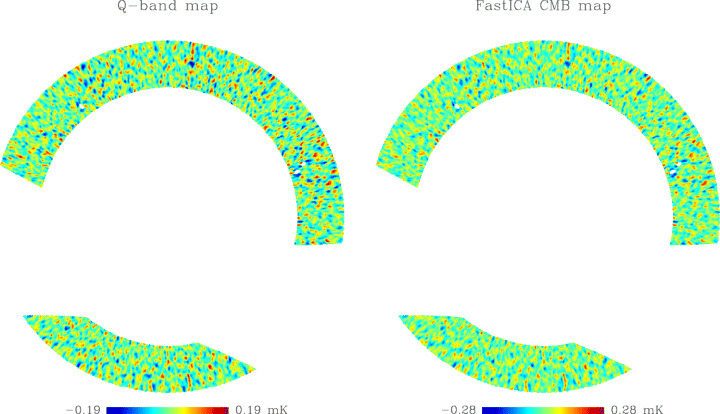 Q-band map
FastICA CMB map
-0.19 0.19 mK
-0.28 0.28 mK